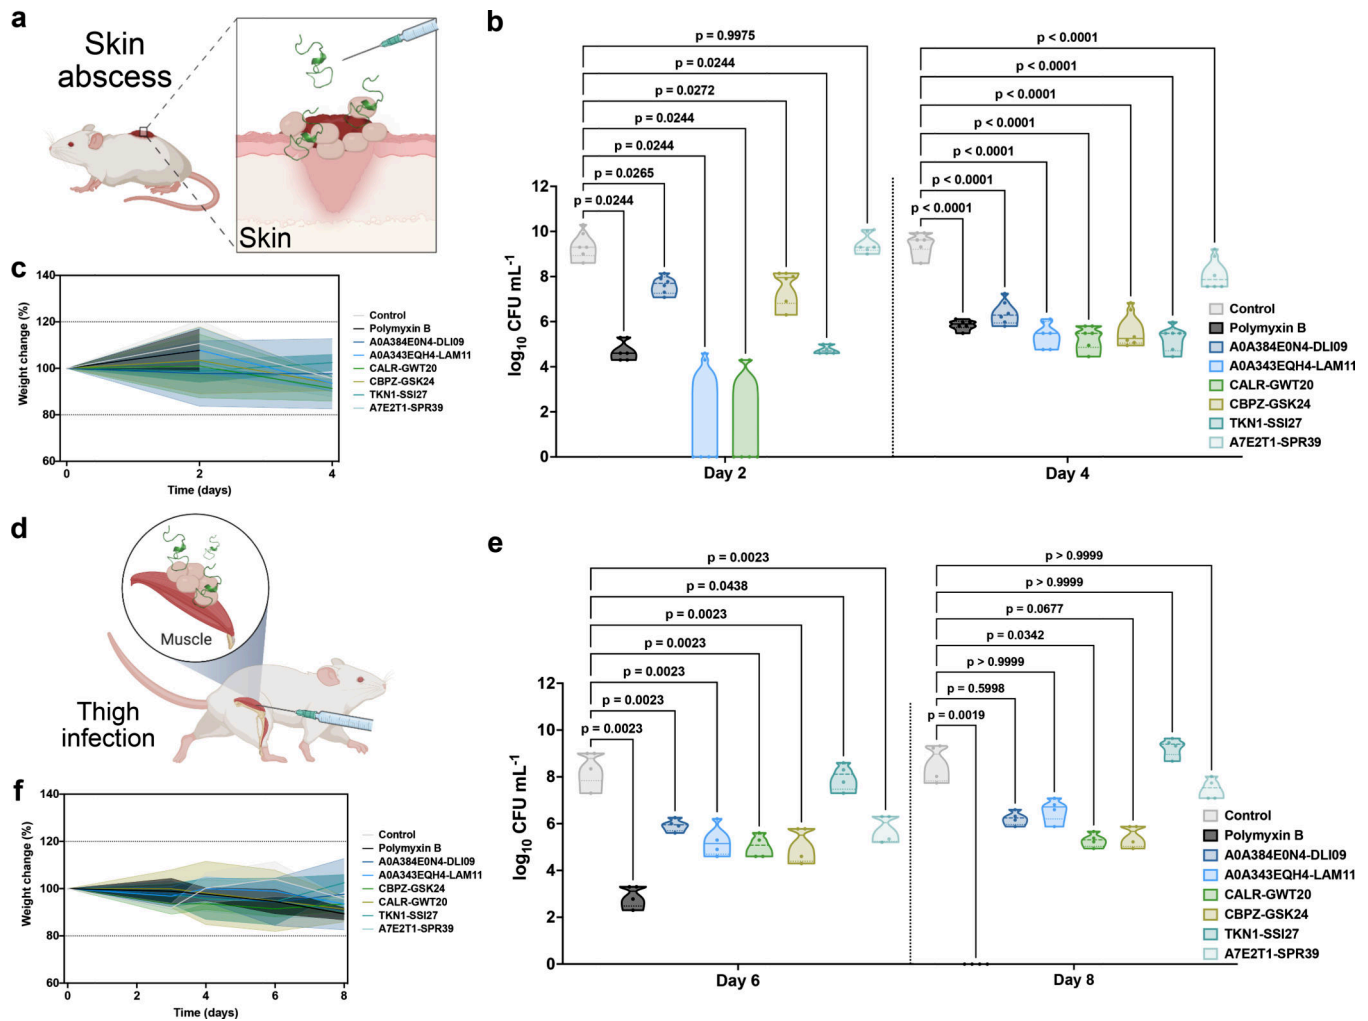 a
Skin
abscess
Skin
b
p = 0.9975
p = 0.0244
p = 0.0272
p = 0.0244
p = 0.0244
p = 0.0265
p = 0.0244
p < 0.0001
p < 0.0001
p < 0.0001
p < 0.0001
p < 0.0001
p < 0.0001
p < 0.0001
log10 CFU mL-1
12
10
8
6
4
2
0
Day 2
Day 4
Control
Polymyxin B
A0A384E0N4-DLI09
A0A343EQH4-LAM11
CALR-GWT20
CBPZ-GSK24
TKN1-SSI27
A7E2T1-SPR39
c
Weight change (%)
140
120
100
80
60
0
2
4
Time (days)
Control
Polymyxin B
A0A384E0N4-DLI09
A0A343EQH4-LAM11
CALR-GWT20
CBPZ-GSK24
TKN1-SSI27
A7E2T1-SPR39
d
Muscle
Thigh
infection
e
p = 0.0023
p = 0.0438
p = 0.0023
p = 0.0023
p = 0.0023
p = 0.0023
p = 0.0023
p > 0.9999
p > 0.9999
p = 0.0677
p = 0.0342
p > 0.9999
p = 0.5998
p = 0.0019
log10 CFU mL-1
12
10
8
6
4
2
0
Day 6
Day 8
Control
Polymyxin B
A0A384E0N4-DLI09
A0A343EQH4-LAM11
CALR-GWT20
CBPZ-GSK24
TKN1-SSI27
A7E2T1-SPR39
f
Weight change (%)
140
120
100
80
60
0
2
4
6
8
Time (days)
Control
Polymyxin B
A0A384E0N4-DLI09
A0A343EQH4-LAM11
CBPZ-GSK24
CALR-GWT20
TKN1-SSI27
A7E2T1-SPR39